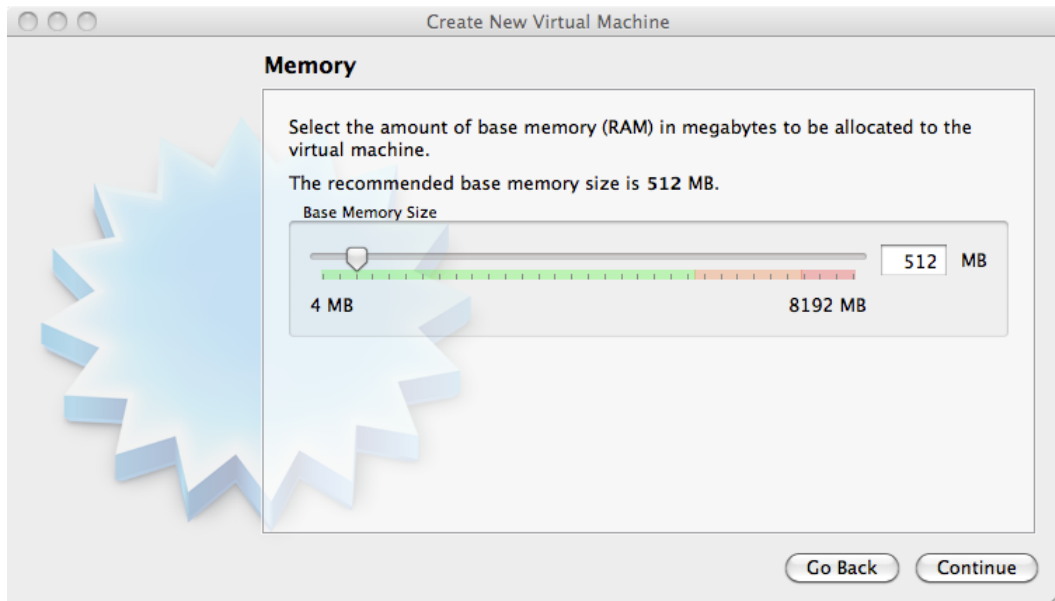 Create New Virtual Machine
Memory
Select the amount of base memory (RAM) in megabytes to be allocated to the
virtual machine.
The recommended base memory size is 512 MB.
Base Memory Size
512 MB
4 MB 8192 MB
Go Back Continue